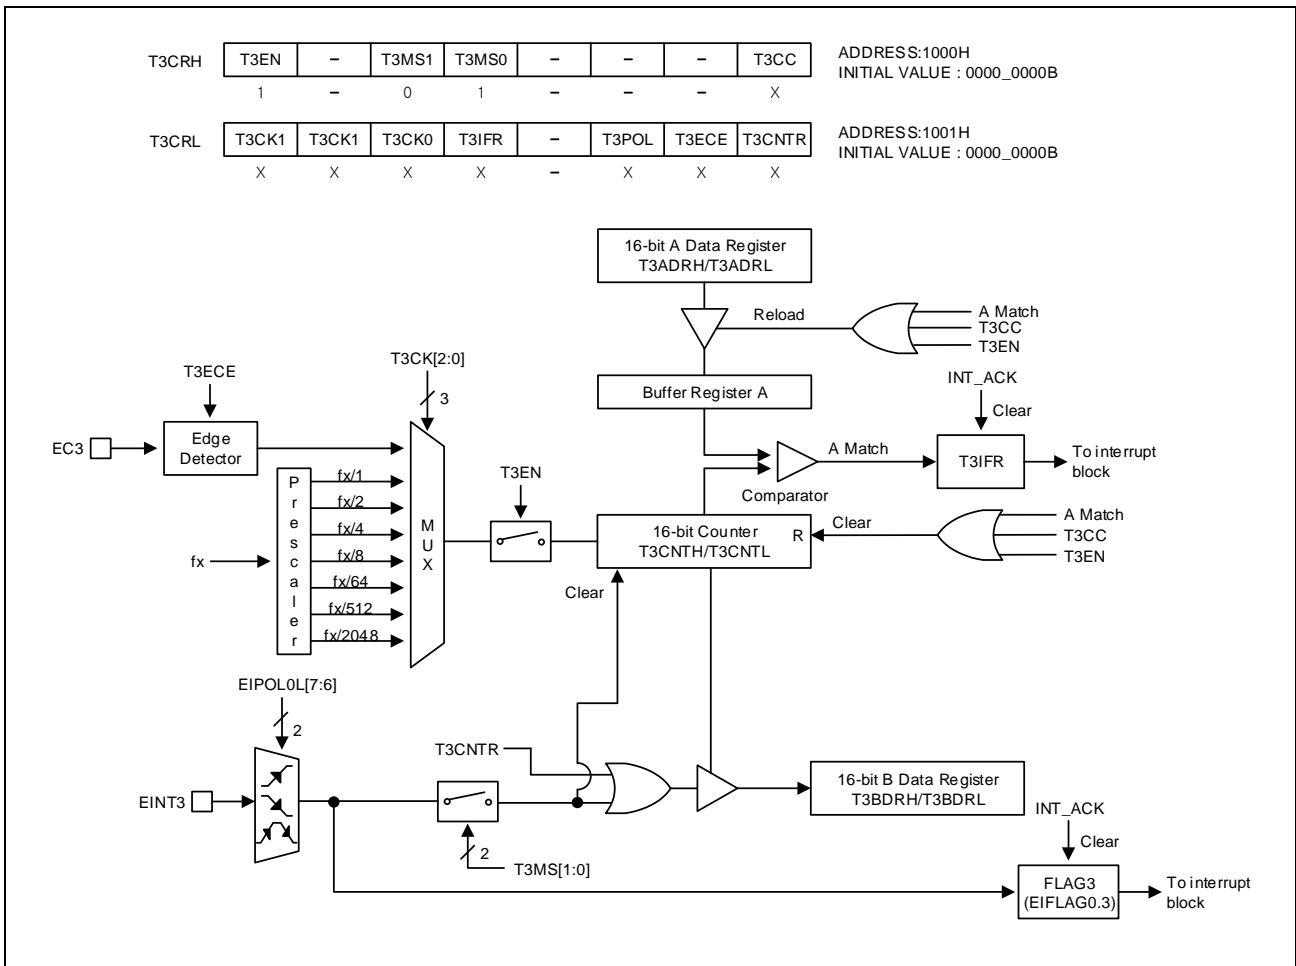 T3CRH T3EN – T3MS1 T3MS0 – – – T3CC ADDRESS:1000H
INITIAL VALUE : 0000_0000B
1 – 0 1 – – – X
T3CRL T3CK1 T3CK1 T3CK0 T3IFR – T3POL T3ECE T3CNTR ADDRESS:1001H
INITIAL VALUE : 0000_0000B
X X X X – X X X
16-bit A Data Register
T3ADRH/T3ADRL
Reload
A Match
T3CC
T3EN
T3CK[2:0]
3
T3ECE
Buffer Register A
INT_ACK
Clear
EC3
Edge
Detector
A Match
T3IFR
To interrupt
block
Comparator
Prescaler
fx
fx/1
fx/2
fx/4
fx/8
fx/64
fx/512
fx/2048
MUX
T3EN
16-bit Counter
T3CNTH/T3CNTL
R
Clear
A Match
T3CC
T3EN
Clear
EIPOL0L[7:6]
2
T3CNTR
EINT3
2
T3MS[1:0]
16-bit B Data Register
T3BDRH/T3BDRL
INT_ACK
Clear
FLAG3
(EIFLAG0.3)
To interrupt
block